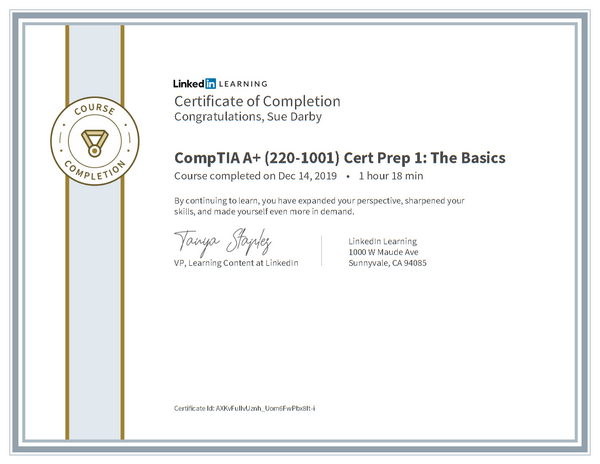 LinkedIn LEARNING
Certificate of Completion
Congratulations, Sue Darby
COURSE
COMPLETION
CompTIA A+ (220-1001) Cert Prep 1: The Basics
Course completed on Dec 14, 2019 • 1 hour 18 min
By continuing to learn, you have expanded your perspective, sharpened your
skills, and made yourself even more in demand.
Tanya Staples
VP, Learning Content at LinkedIn
LinkedIn Learning
1000 W Maude Ave
Sunnyvale, CA 94085
Certificate Id: